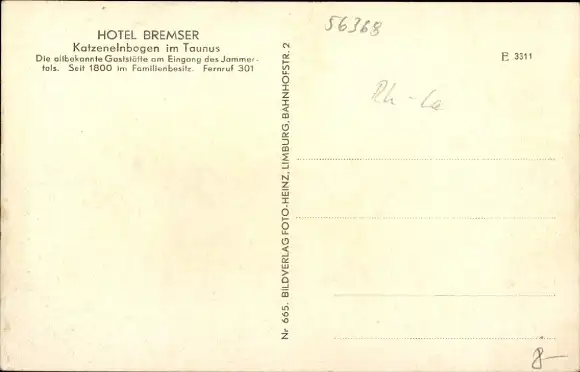 HOTEL BREMSER
Katzenelnbogen im Taunus
Die altbekannte Gaststätte am Eingang des Jammer-
tals. Seit 1800 im Familienbesitz. Fernruf 301
Nr 665. BILDVERLAG FOTO-HEINZ, LIMBURG, BAHNHOFSTR. 2
56368
P 3311
Rh-La
8-